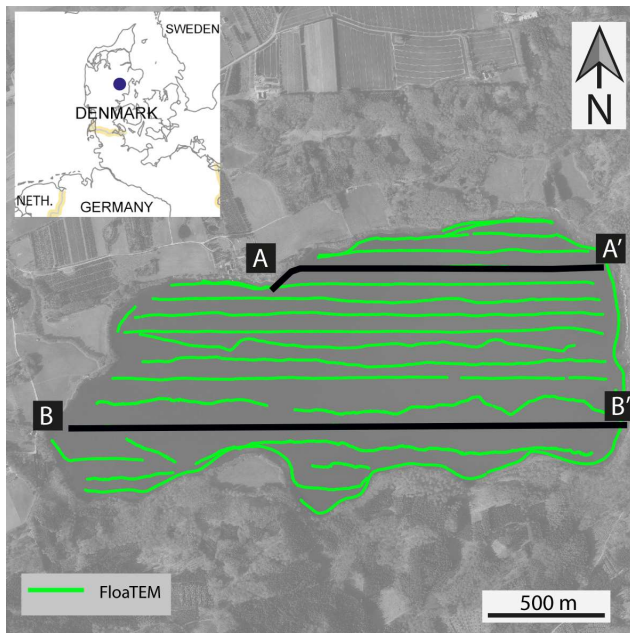 SWEDEN
DENMARK
NETH.
GERMANY
N
A
A'
B
B'
FloaTEM
500 m